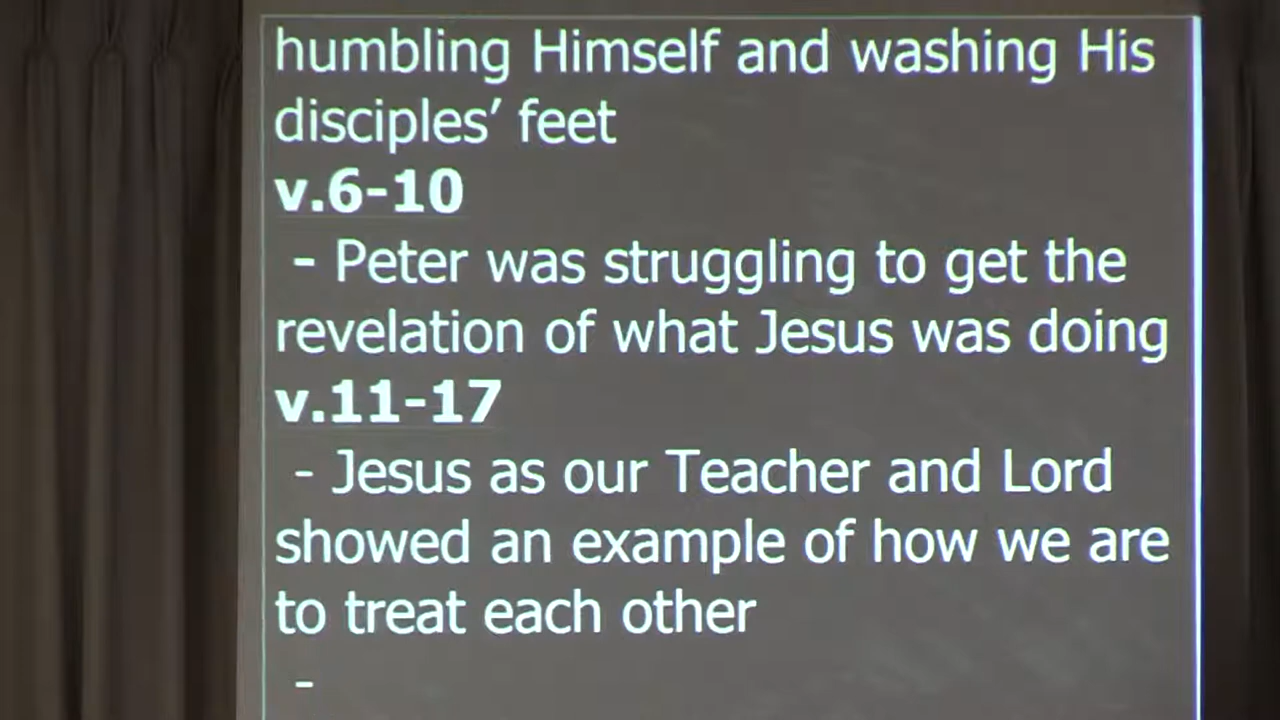 humbling Himself and washing His
disciples’ feet
v.6-10
- Peter was struggling to get the
revelation of what Jesus was doing
v.11-17
- Jesus as our Teacher and Lord
showed an example of how we are
to treat each other
-